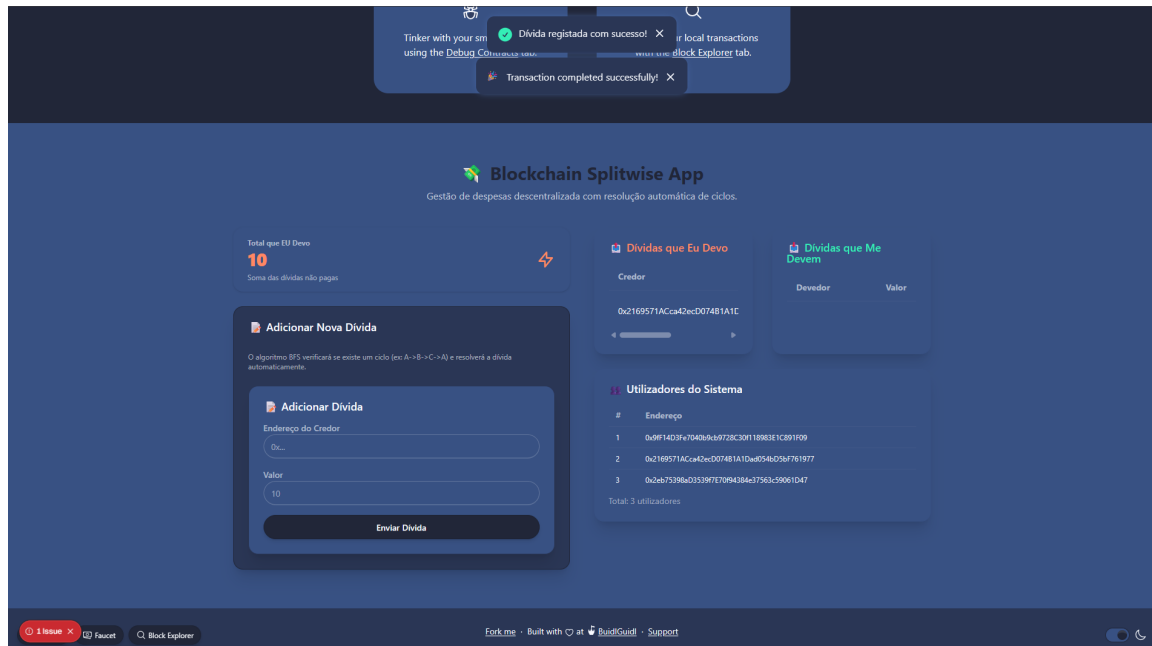 Dívida registada com sucesso!
Tinker with your sm
r local transactions
using the Debug Contracts tab.
with the Block Explorer tab.
Transaction completed successfully!
Blockchain Splitwise App
Gestão de despesas descentralizada com resolução automática de ciclos.
Total que EU Devo
10
Soma das dívidas não pagas
Adicionar Nova Dívida
O algoritmo BFS verificará se existe um ciclo (ex: A->B->C->A) e resolverá a dívida
automaticamente.
Adicionar Dívida
Endereço do Credor
0x...
Valor
10
Enviar Dívida
Dívidas que Eu Devo
Credor
0x2169571ACca42ecD074B1A1D
Dívidas que Me
Devem
Devedor
Valor
Utilizadores do Sistema
# Endereço
1 0x9fF14D3Fe7040b9cb9728C30f118983E1C891F09
2 0x2169571ACca42ecD074B1A1Dad054bD5bF761977
3 0x2eb75398aD3539f7E70f94384e37563c59061D47
Total: 3 utilizadores
1 Issue
Faucet
Block Explorer
Fork me · Built with at BuidlGuidl · Support